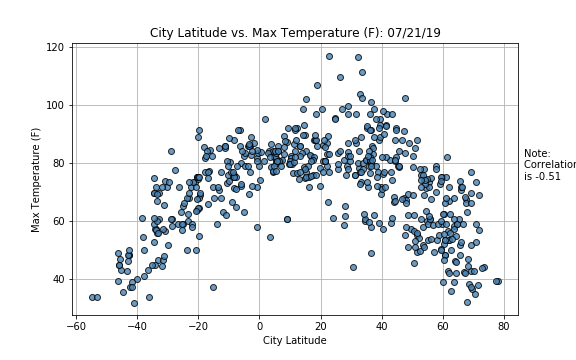 City Latitude vs. Max Temperature (F): 07/21/19
120
100
80
60
40
Max Temperature (F)
−60
−40
−20
0
20
40
60
80
City Latitude
Note:
Correlation
is -0.51